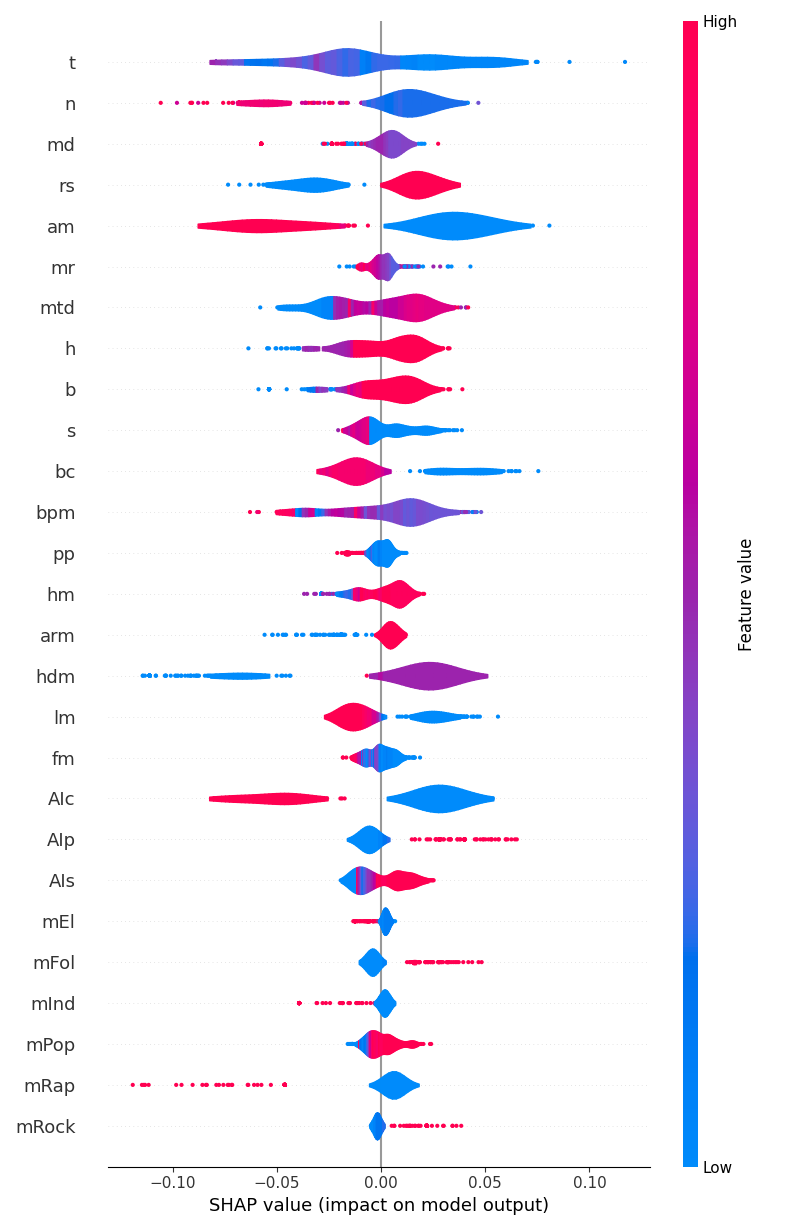 High
t
n
md
rs
am
mr
mtd
h
b
s
bc
bpm
pp
hm
arm
hdm
lm
fm
AIc
AIp
AIs
mEl
mFol
mInd
mPop
mRap
mRock
Feature value
Low
−0.10 −0.05 0.00 0.05 0.10
SHAP value (impact on model output)